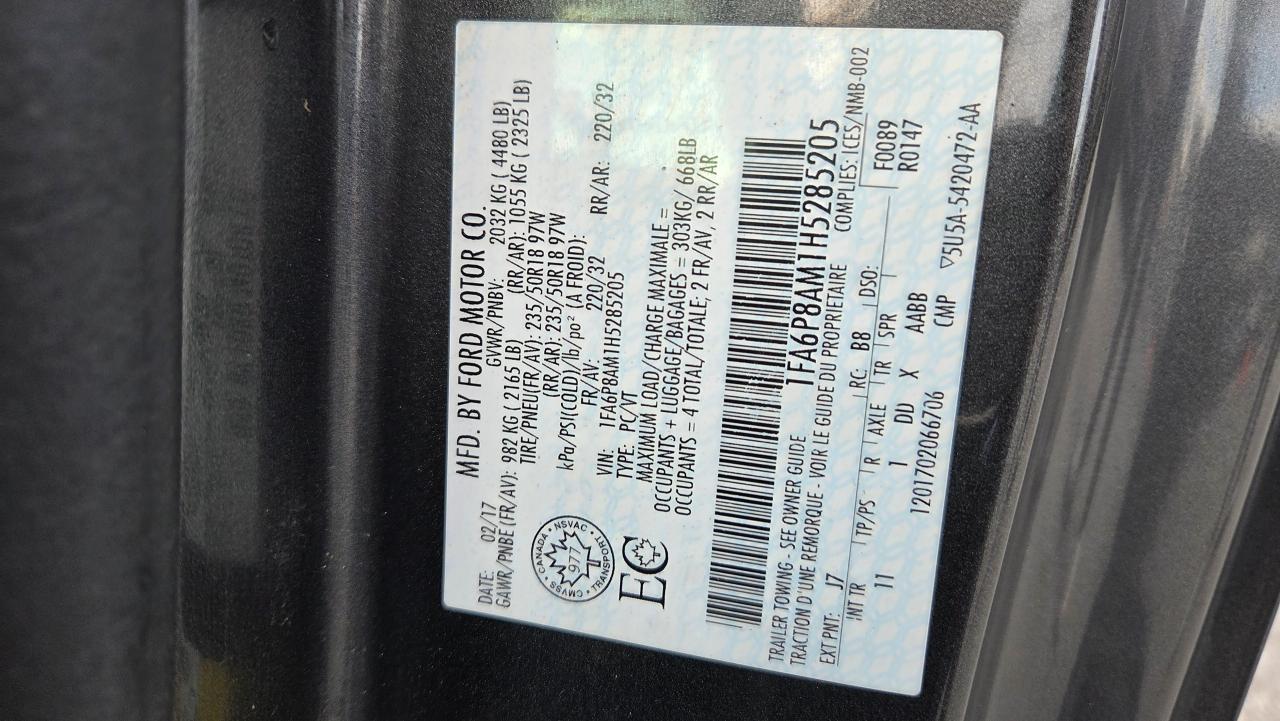 MFD. BY FORD MOTOR CO.
DATE: 02/17 GVWR/PNBV: 2032 KG ( 4480 LB)
GAWR/PNBE (FR/AV): 982 KG ( 2165 LB) (RR/AR): 1055 KG ( 2325 LB)
TIRE/PNEU(FR/AV): 235/50R18 97W
(RR/AR): 235/50R18 97W
kPa/PSI(COLD)/lb/po² (A FROID):
FR/AV: 220/32 RR/AR: 220/32
VIN: 1FA6P8AM1H5285205
TYPE: PC/VT
MAXIMUM LOAD/CHARGE MAXIMALE =
OCCUPANTS + LUGGAGE/BAGAGES = 303KG/ 668LB
OCCUPANTS = 4 TOTAL/TOTALE; 2 FR/AV, 2 RR/AR
CANADA • NSVAC • TRANSPORT • CMVSS •
977
EC
1FA6P8AM1H5285205
TRAILER TOWING - SEE OWNER GUIDE
TRACTION D'UNE REMORQUE - VOIR LE GUIDE DU PROPRIETAIRE COMPLIES: ICES/NMB-002
EXT PNT: J7 RC: B8 DSO: F0089
INT TR TP/PS R AXLE TR SPR R0147
11 1 DD X AABB
1201702066706 CMP ▽5U5A-5420472-AA